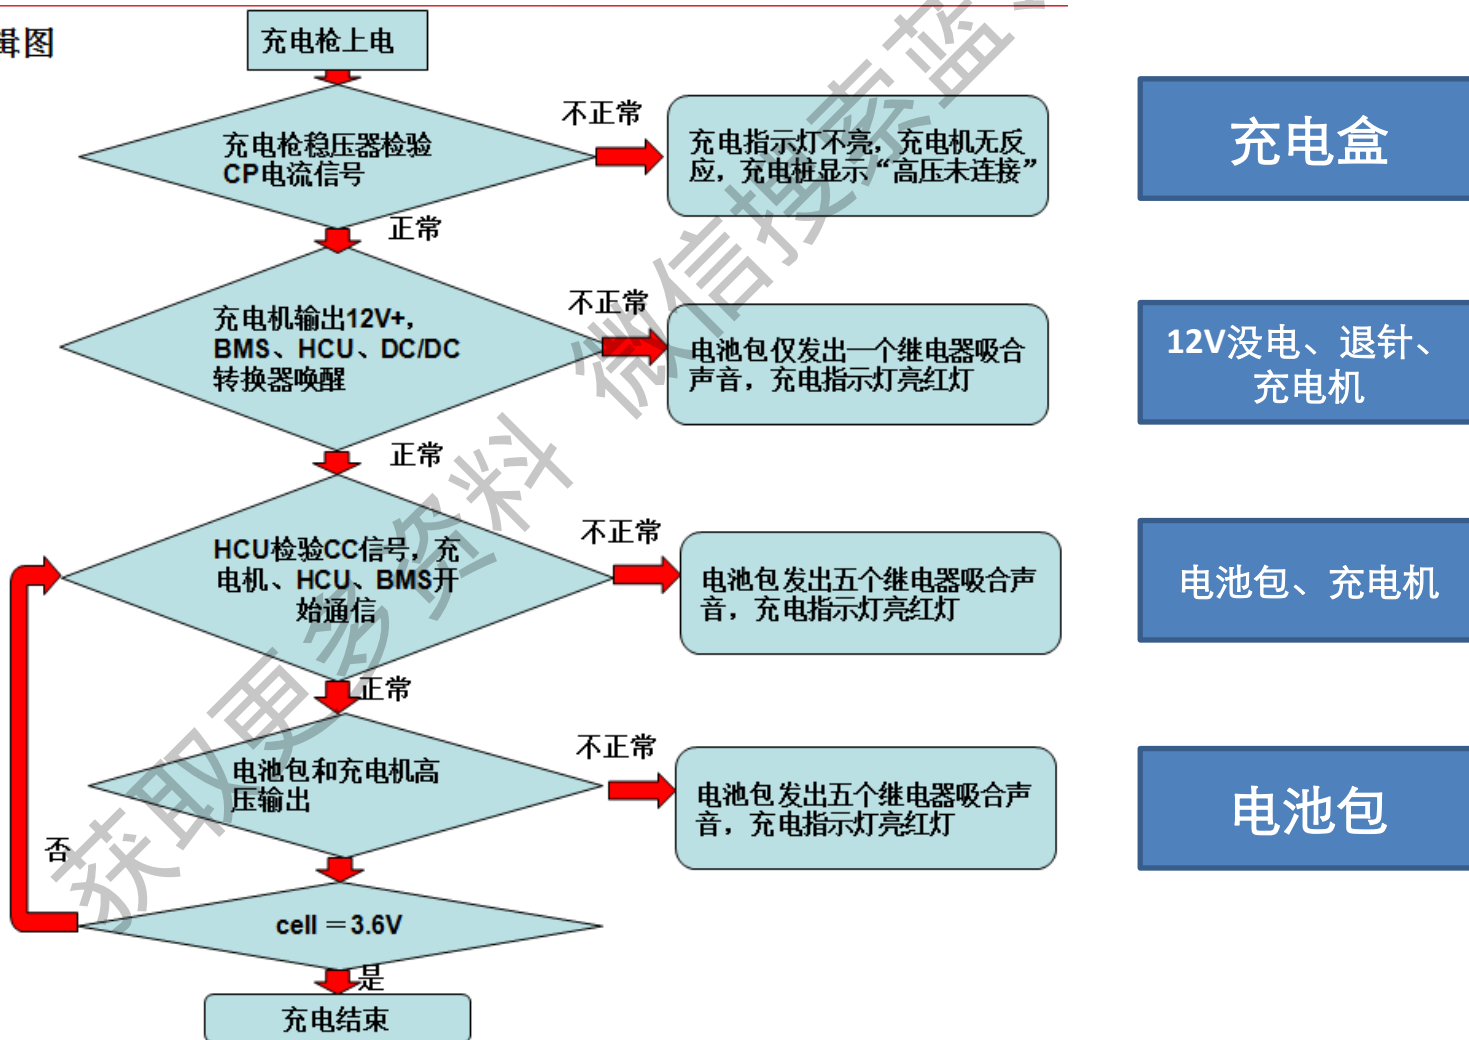 辑图
充电枪上电
不正常
充电枪稳压器检验
CP电流信号
充电指示灯不亮，充电机无反
应，充电桩显示“高压未连接”
充电盒
正常
不正常
充电机输出12V+，
BMS、HCU、DC/DC
转换器唤醒
电池包仅发出一个继电器吸合
声音，充电指示灯亮红灯
12V没电、退针、
充电机
正常
不正常
HCU检验CC信号，充
电机、HCU、BMS开
始通信
电池包发出五个继电器吸合声
音，充电指示灯亮红灯
电池包、充电机
正常
不正常
电池包和充电机高
压输出
电池包发出五个继电器吸合声
音，充电指示灯亮红灯
电池包
否
cell ＝3.6V
是
充电结束
获取更多资料 微信搜索蓝